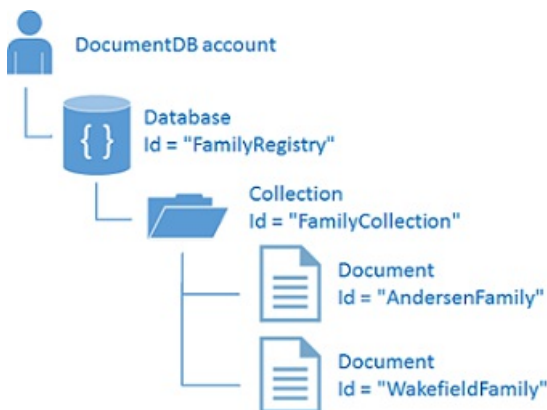 DocumentDB account
{ }
Database
Id = "FamilyRegistry"
Collection
Id = "FamilyCollection"
Document
Id = "AndersenFamily"
Document
Id = "WakefieldFamily"